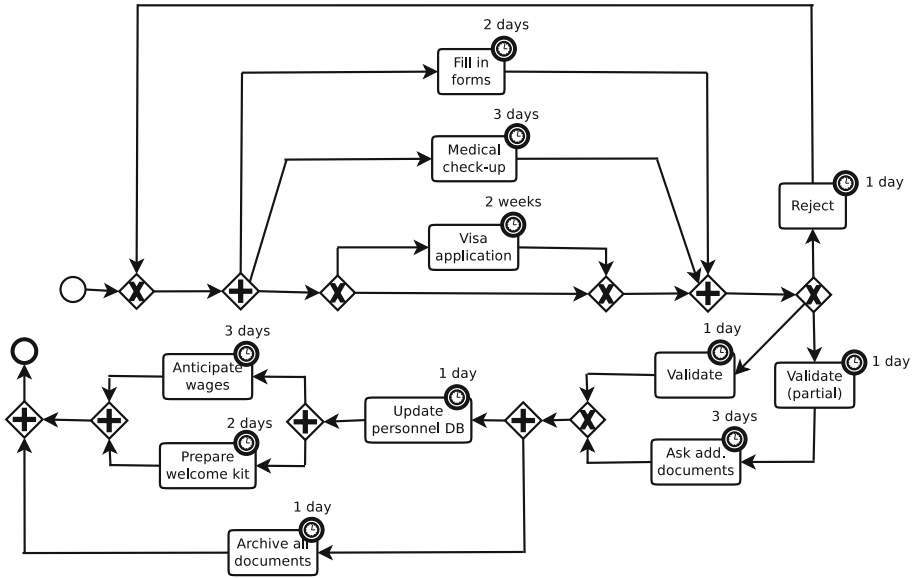 2 days
Fill in
forms
3 days
Medical
check-up
2 weeks
Visa
application
Reject
1 day
X
X
X
X
3 days
Anticipate
wages
1 day
Update
personnel DB
1 day
Validate
Validate
(partial)
1 day
X
2 days
Prepare
welcome kit
3 days
Ask add.
documents
1 day
Archive all
documents